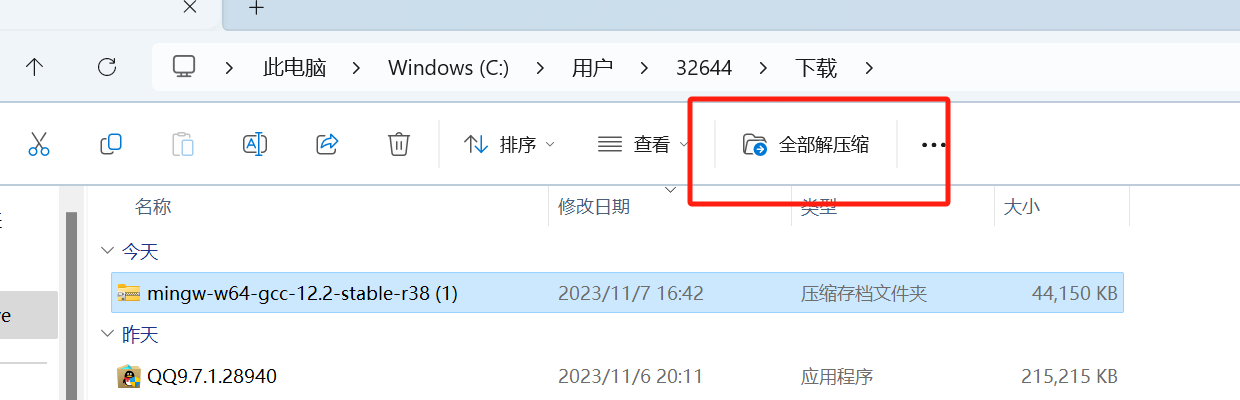 此电脑 > Windows (C:) > 用户 > 32644 > 下载 >
排序 查看 全部解压缩 •••
名称 修改日期 类型 大小
今天
mingw-w64-gcc-12.2-stable-r38 (1) 2023/11/7 16:42 压缩存档文件夹 44,150 KB
昨天
QQ9.7.1.28940 2023/11/6 20:11 应用程序 215,215 KB